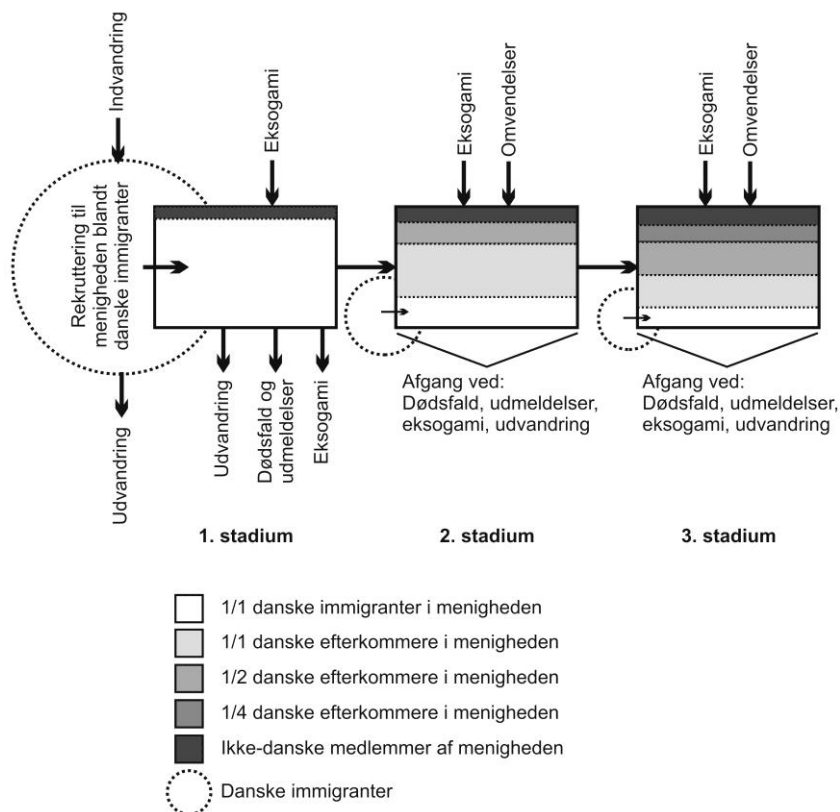 Indvandring
Rekruttering til
menigheden blandt
danske immigranter
Udvandring
Eksogami
Udvandring
Dødsfald og
udmeldelser
Eksogami
1. stadium
Eksogami
Omvendelser
Afgang ved:
Dødsfald, udmeldelser,
eksogami, udvandring
2. stadium
Eksogami
Omvendelser
Afgang ved:
Dødsfald, udmeldelser,
eksogami, udvandring
3. stadium
1/1 danske immigranter i menigheden
1/1 danske efterkommere i menigheden
1/2 danske efterkommere i menigheden
1/4 danske efterkommere i menigheden
Ikke-danske medlemmer af menigheden
Danske immigranter